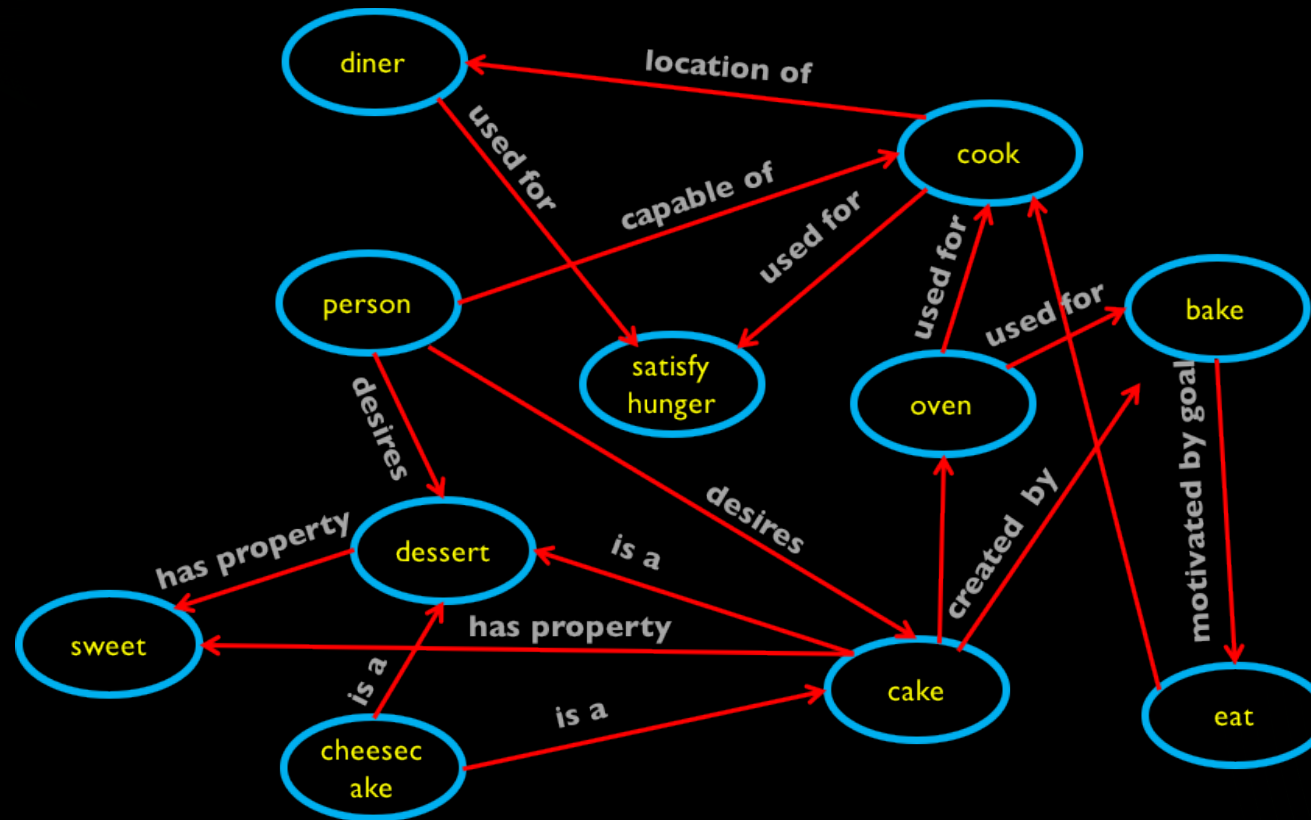 diner
location of
cook
used for
capable of
used for
used for
used for
bake
person
satisfy
hunger
oven
desires
motivated by goal
desires
created by
has property
dessert
is a
has property
sweet
is a
cake
is a
eat
cheesec
ake